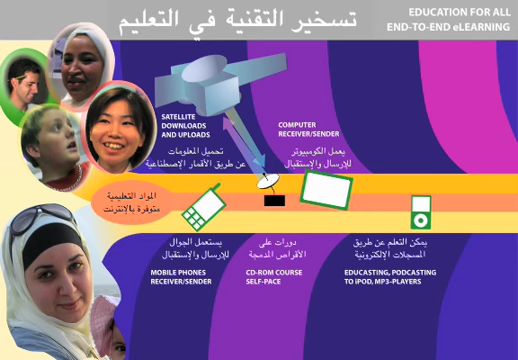 تسخير التقنية في التعليم
EDUCATION FOR ALL
END-TO-END eLEARNING
SATELLITE
DOWNLOADS
AND UPLOADS
تحميل المعلومات
عن طريق الأقمار الإصطناعية
COMPUTER
RECEIVER/SENDER
يعمل الكومبيوتر
للإرسال والإستقبال
المواد التعليمية
متوفرة بالإنترنت
يستعمل الجوال
للإرسال والإستقبال
MOBILE PHONES
RECEIVER/SENDER
دورات على
الأقراص المدمجة
CD-ROM COURSE
SELF-PACE
يمكن التعلم عن طريق
المسجلات الإلكترونية
EDUCASTING, PODCASTING
TO iPOD, MP3-PLAYERS